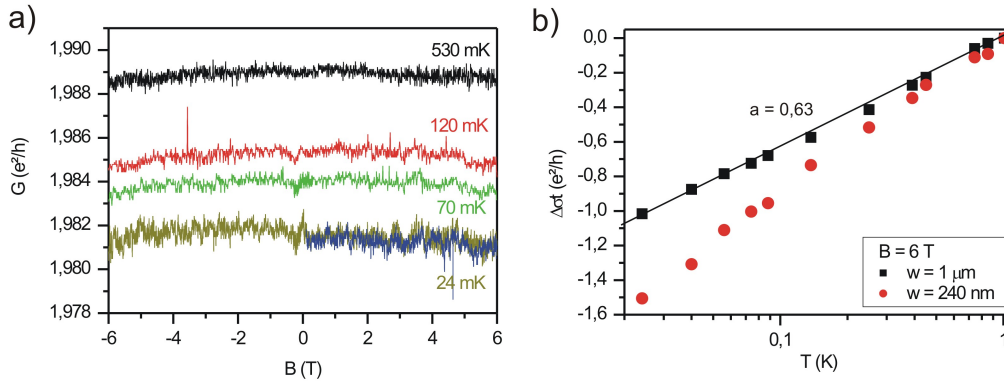 a)
G (e²/h)
1,990
1,988
1,986
1,984
1,982
1,980
1,978
530 mK
120 mK
70 mK
24 mK
-6 -4 -2 0 2 4 6
B (T)
b)
Δσt (e²/h)
0,0
-0,2
-0,4
-0,6
-0,8
-1,0
-1,2
-1,4
-1,6
a = 0,63
B = 6 T
w = 1 μm
w = 240 nm
0,1 1
T (K)